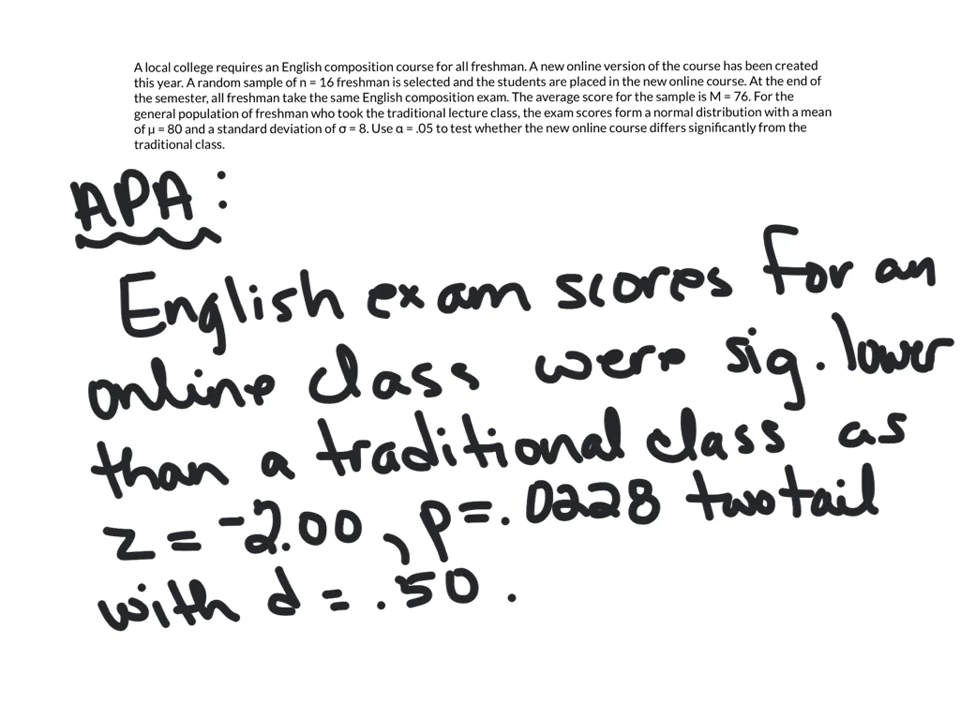 A local college requires an English composition course for all freshman. A new online version of the course has been created
this year. A random sample of n = 16 freshman is selected and the students are placed in the new online course. At the end of
the semester, all freshman take the same English composition exam. The average score for the sample is M = 76. For the
general population of freshman who took the traditional lecture class, the exam scores form a normal distribution with a mean
of μ = 80 and a standard deviation of σ = 8. Use α = .05 to test whether the new online course differs significantly from the
traditional class.
APA:
English exam scores for an
online class were sig. lower
than a traditional class as
z = -2.00, p=.0228 two tail
with d = .50.